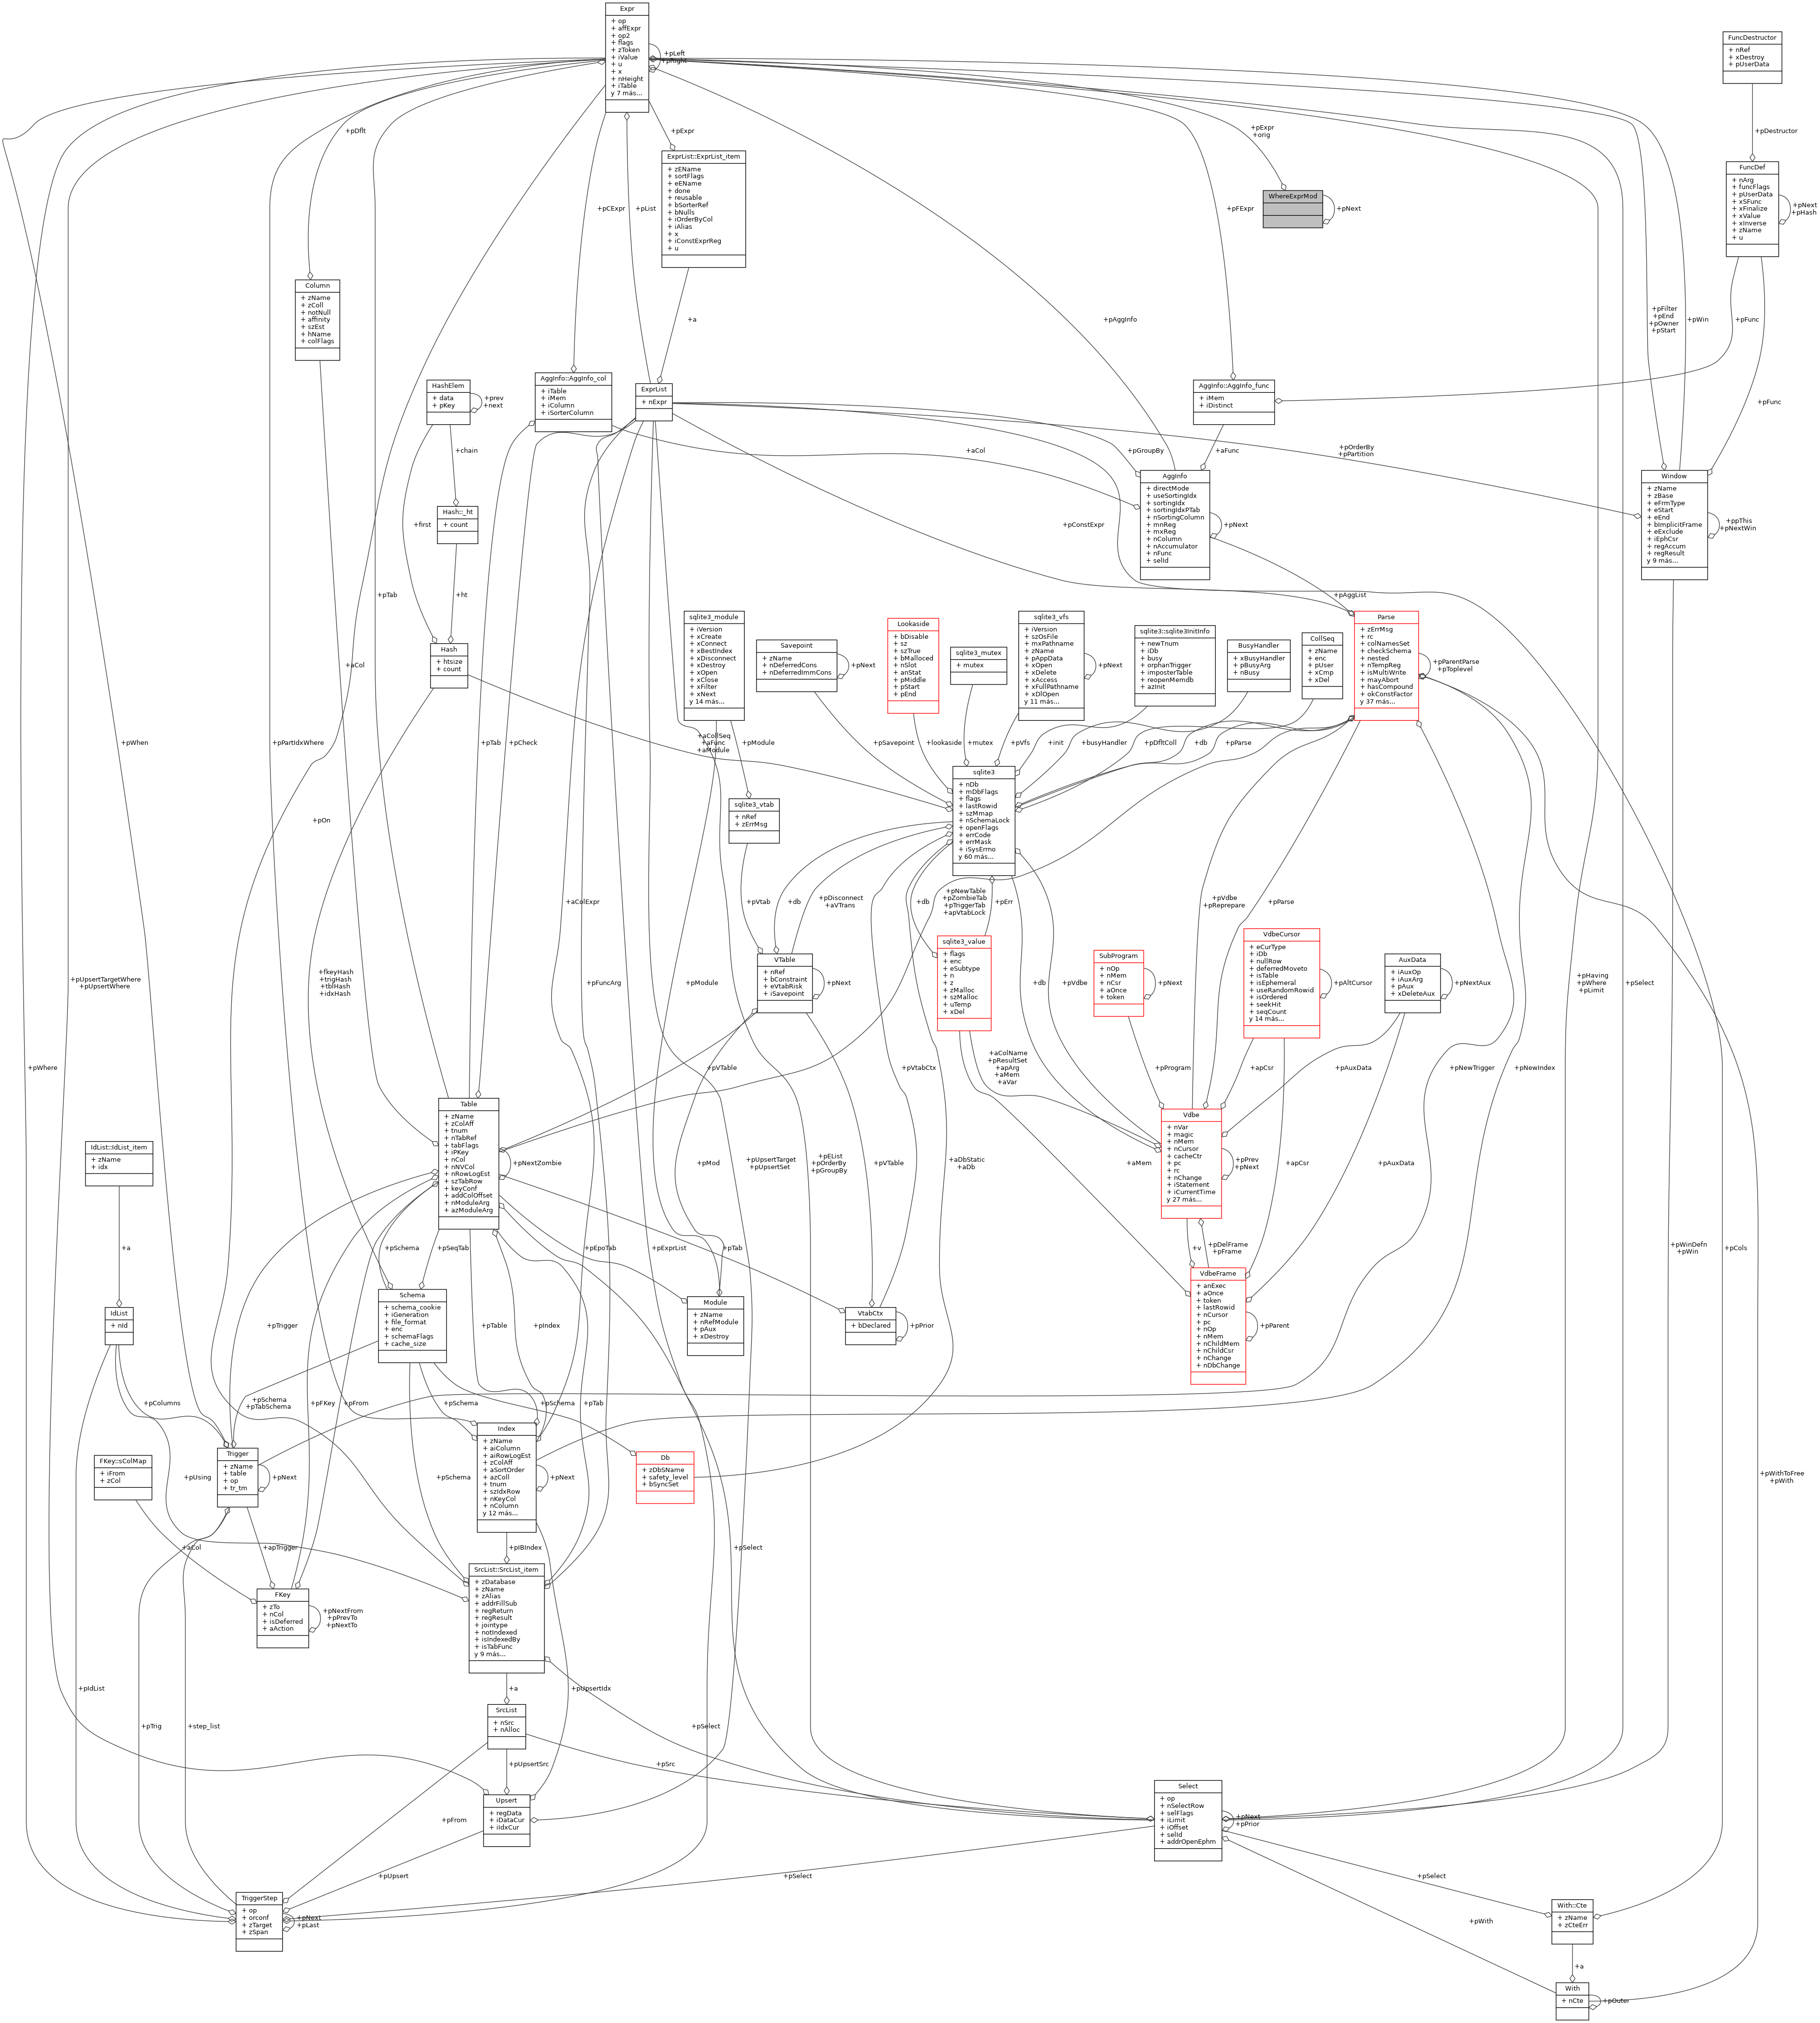 Expr
+ op
+ affExpr
+ op2
+ flags
+ zToken
+ iValue
+ u
+ x
+ nHeight
+ iTable
y 7 más...
+pLeft
+pRight
FuncDestructor
+ nRef
+ xDestroy
+ pUserData
+pDflt
+pExpr
+pExpr
+orig
+pDestructor
ExprList::ExprList_item
+ zEName
+ sortFlags
+ eEName
+ done
+ reusable
+ bSorterRef
+ bNulls
+ iOrderByCol
+ iAlias
+ x
+ iConstExprReg
+ u
WhereExprMod
+pNext
FuncDef
+ nArg
+ funcFlags
+ pUserData
+ xSFunc
+ xFinalize
+ xValue
+ xInverse
+ zName
+ u
+pNext
+pHash
+pCExpr
+pList
+pFExpr
Column
+ zName
+ zColl
+ notNull
+ affinity
+ szEst
+ hName
+ colFlags
+a
+pAggInfo
+pFilter
+pEnd
+pOwner
+pStart
+pWin
+pFunc
HashElem
+ data
+ pKey
+prev
+next
AggInfo::AggInfo_col
+ iTable
+ iMem
+ iColumn
+ iSorterColumn
ExprList
+ nExpr
AggInfo::AggInfo_func
+ iMem
+ iDistinct
+pFunc
+chain
+aCol
+pGroupBy
+aFunc
+pOrderBy
+pPartition
Hash::_ht
+ count
+first
+pConstExpr
AggInfo
+ directMode
+ useSortingIdx
+ sortingIdx
+ sortingIdxPTab
+ nSortingColumn
+ mnReg
+ mxReg
+ nColumn
+ nAccumulator
+ nFunc
+ selId
+pNext
Window
+ zName
+ zBase
+ eFrmType
+ eStart
+ eEnd
+ bImplicitFrame
+ eExclude
+ iEphCsr
+ regAccum
+ regResult
y 9 más...
+ppThis
+pNextWin
+ht
+pTab
+pAggList
Hash
+ htsize
+ count
+aCol
sqlite3_module
+ iVersion
+ xCreate
+ xConnect
+ xBestIndex
+ xDisconnect
+ xDestroy
+ xOpen
+ xClose
+ xFilter
+ xNext
y 14 más...
Savepoint
+ zName
+ nDeferredCons
+ nDeferredImmCons
+pNext
Lookaside
+ bDisable
+ sz
+ szTrue
+ bMalloced
+ nSlot
+ anStat
+ pMiddle
+ pStart
+ pEnd
sqlite3_mutex
+ mutex
sqlite3_vfs
+ iVersion
+ szOsFile
+ mxPathname
+ zName
+ pAppData
+ xOpen
+ xDelete
+ xAccess
+ xFullPathname
+ xDlOpen
y 11 más...
+pNext
sqlite3::sqlite3InitInfo
+ newTnum
+ iDb
+ busy
+ orphanTrigger
+ imposterTable
+ reopenMemdb
+ azInit
BusyHandler
+ xBusyHandler
+ pBusyArg
+ nBusy
CollSeq
+ zName
+ enc
+ pUser
+ xCmp
+ xDel
Parse
+ zErrMsg
+ rc
+ colNamesSet
+ checkSchema
+ nested
+ nTempReg
+ isMultiWrite
+ mayAbort
+ hasCompound
+ okConstFactor
y 37 más...
+pParentParse
+pToplevel
+pWhen
+pPartIdxWhere
+pTab
+pCheck
+aCollSeq
+aFunc
+aModule
+pModule
+pSavepoint
+lookaside
+mutex
+pVfs
+init
+busyHandler
+pDfltColl
+db
+pParse
sqlite3
+ nDb
+ mDbFlags
+ flags
+ lastRowid
+ szMmap
+ nSchemaLock
+ openFlags
+ errCode
+ errMask
+ iSysErrno
y 60 más...
sqlite3_vtab
+ nRef
+ zErrMsg
+pOn
+aColExpr
+pVtab
+db
+pDisconnect
+aVTrans
+db
+pNewTable
+pZombieTab
+pTriggerTab
+apVtabLock
+pErr
+pVdbe
+pReprepare
+pParse
sqlite3_value
+ flags
+ enc
+ eSubtype
+ n
+ z
+ zMalloc
+ szMalloc
+ uTemp
+ xDel
VdbeCursor
+ eCurType
+ iDb
+ nullRow
+ deferredMoveto
+ isTable
+ isEphemeral
+ useRandomRowid
+ isOrdered
+ seekHit
+ seqCount
y 14 más...
+pAltCursor
SubProgram
+ nOp
+ nMem
+ nCsr
+ aOnce
+ token
+pNext
AuxData
+ iAuxOp
+ iAuxArg
+ pAux
+ xDeleteAux
+pNextAux
VTable
+ nRef
+ bConstraint
+ eVtabRisk
+ iSavepoint
+pNext
+pUpsertTargetWhere
+pUpsertWhere
+fkeyHash
+trigHash
+tblHash
+idxHash
+pFuncArg
+pModule
+db
+pVdbe
+pHaving
+pWhere
+pLimit
+pSelect
+pWhere
+pVTable
+pVtabCtx
+aColName
+pResultSet
+apArg
+aMem
+aVar
+pProgram
+apCsr
+pAuxData
+pNewTrigger
+pNewIndex
Table
+ zName
+ zColAff
+ tnum
+ nTabRef
+ tabFlags
+ iPKey
+ nCol
+ nNVCol
+ nRowLogEst
+ szTabRow
+ keyConf
+ addColOffset
+ nModuleArg
+ azModuleArg
+pNextZombie
Vdbe
+ nVar
+ magic
+ nMem
+ nCursor
+ cacheCtr
+ pc
+ rc
+ nChange
+ iStatement
+ iCurrentTime
y 27 más...
+pPrev
+pNext
IdList::IdList_item
+ zName
+ idx
+pMod
+pUpsertTarget
+pUpsertSet
+pEList
+pOrderBy
+pGroupBy
+pVTable
+aDbStatic
+aDb
+aMem
+apCsr
+pAuxData
+a
+pSchema
+pSeqTab
+pEpoTab
+pExprList
+pTab
+v
+pDelFrame
+pFrame
+pWinDefn
+pWin
+pCols
VdbeFrame
+ anExec
+ aOnce
+ token
+ lastRowid
+ nCursor
+ pc
+ nOp
+ nMem
+ nChildMem
+ nChildCsr
+ nChange
+ nDbChange
+pParent
Schema
+ schema_cookie
+ iGeneration
+ file_format
+ enc
+ schemaFlags
+ cache_size
Module
+ zName
+ nRefModule
+ pAux
+ xDestroy
VtabCtx
+ bDeclared
+pPrior
IdList
+ nId
+pTrigger
+pTable
+pIndex
+pColumns
+pSchema
+pTabSchema
+pFKey
+pFrom
+pSchema
+pSchema
+pTab
Index
+ zName
+ aiColumn
+ aiRowLogEst
+ zColAff
+ aSortOrder
+ azColl
+ tnum
+ szIdxRow
+ nKeyCol
+ nColumn
y 12 más...
+pNext
Trigger
+ zName
+ table
+ op
+ tr_tm
+pNext
FKey::sColMap
+ iFrom
+ zCol
Db
+ zDbSName
+ safety_level
+ bSyncSet
+pUsing
+pSchema
+pWithToFree
+pWith
+aCol
+apTrigger
+pIBIndex
+pSelect
FKey
+ zTo
+ nCol
+ isDeferred
+ aAction
+pNextFrom
+pPrevTo
+pNextTo
SrcList::SrcList_item
+ zDatabase
+ zName
+ zAlias
+ addrFillSub
+ regReturn
+ regResult
+ jointype
+ notIndexed
+ isIndexedBy
+ isTabFunc
y 9 más...
+pIdList
+a
+pUpsertIdx
SrcList
+ nSrc
+ nAlloc
+pTrig
+step_list
+pSelect
+pUpsertSrc
+pSrc
Upsert
+ regData
+ iDataCur
+ iIdxCur
Select
+ op
+ nSelectRow
+ selFlags
+ iLimit
+ iOffset
+ selId
+ addrOpenEphm
+pNext
+pPrior
+pFrom
+pUpsert
+pSelect
+pSelect
TriggerStep
+ op
+ orconf
+ zTarget
+ zSpan
+pNext
+pLast
With::Cte
+ zName
+ zCteErr
+pWith
+a
With
+ nCte
+pOuter